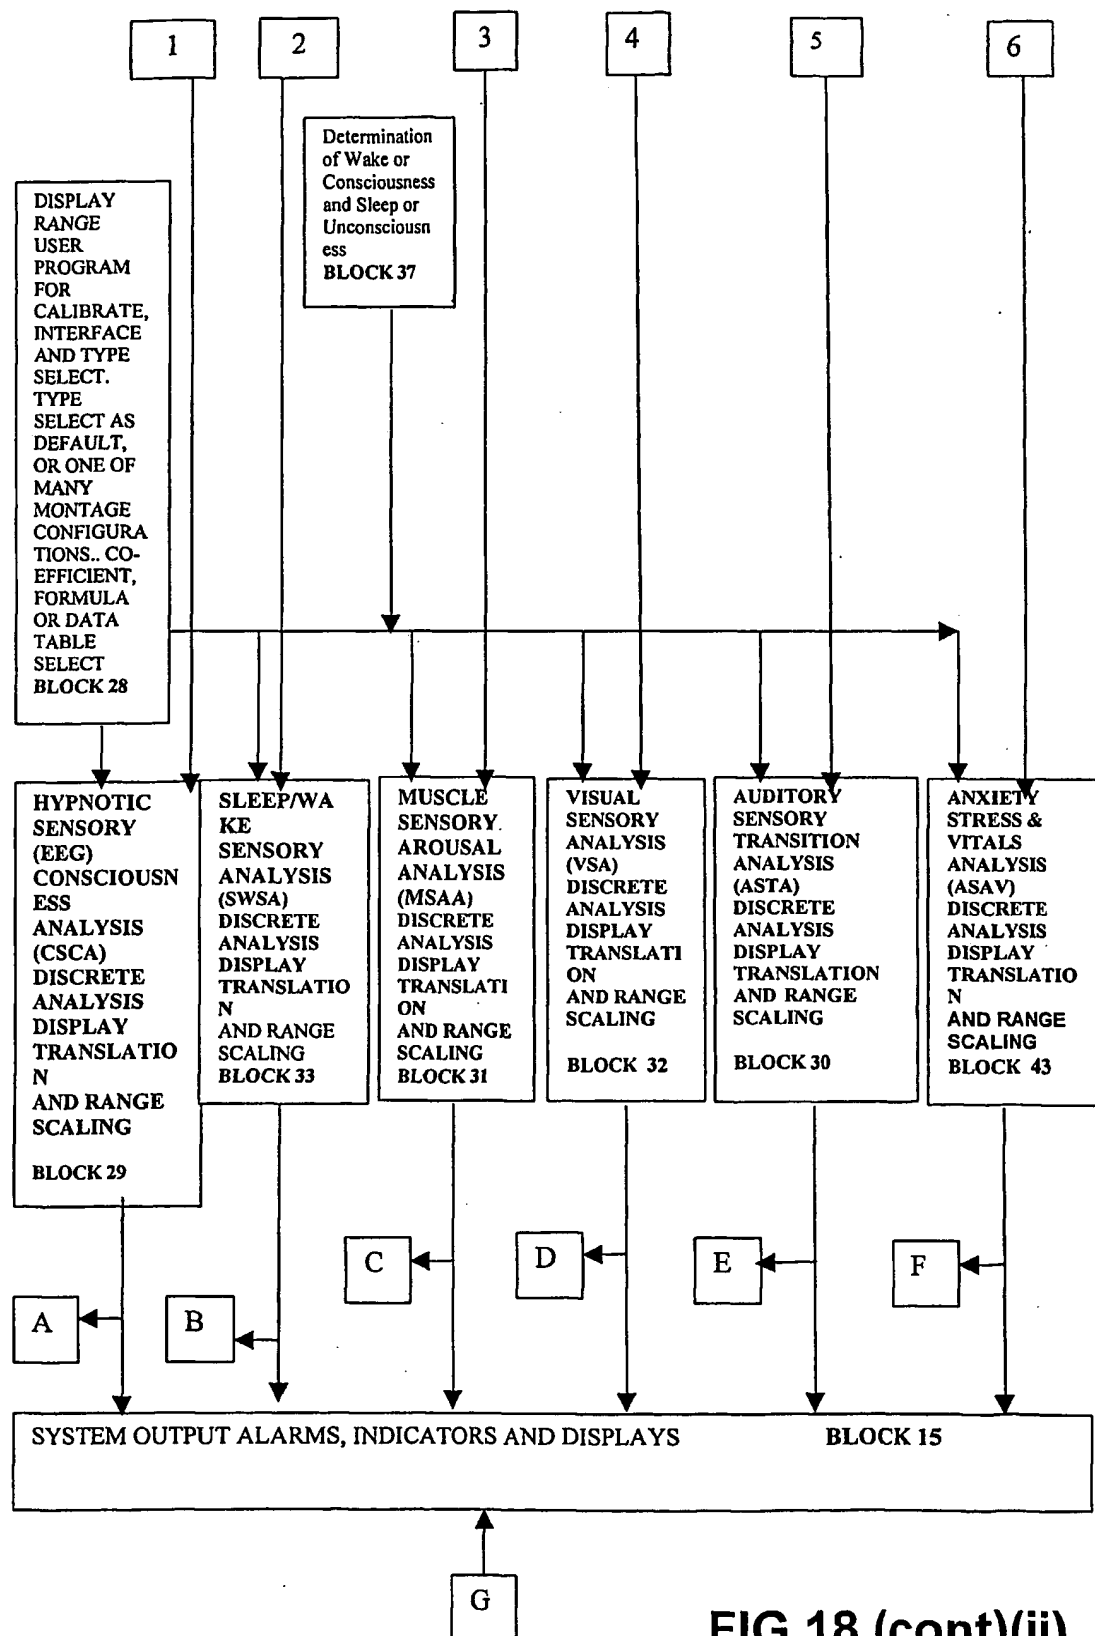 1
2
3
4
5
6
Determination
of Wake or
Consciousness
and Sleep or
Unconsciousn
ess
BLOCK 37
DISPLAY
RANGE
USER
PROGRAM
FOR
CALIBRATE,
INTERFACE
AND TYPE
SELECT.
TYPE
SELECT AS
DEFAULT,
OR ONE OF
MANY
MONTAGE
CONFIGURA
TIONS.. CO-
EFFICIENT,
FORMULA
OR DATA
TABLE
SELECT
BLOCK 28
HYPNOTIC
SENSORY
(EEG)
CONSCIOUSN
ESS
ANALYSIS
(CSCA)
DISCRETE
ANALYSIS
DISPLAY
TRANSLATIO
N
AND RANGE
SCALING
BLOCK 29
SLEEP/WA
KE
SENSORY
ANALYSIS
(SWSA)
DISCRETE
ANALYSIS
DISPLAY
TRANSLATIO
N
AND RANGE
SCALING
BLOCK 33
MUSCLE
SENSORY.
AROUSAL
ANALYSIS
(MSAA)
DISCRETE
ANALYSIS
DISPLAY
TRANSLATI
ON
AND RANGE
SCALING
BLOCK 31
VISUAL
SENSORY
ANALYSIS
(VSA)
DISCRETE
ANALYSIS
DISPLAY
TRANSLATI
ON
AND RANGE
SCALING
BLOCK 32
AUDITORY
SENSORY
TRANSITION
ANALYSIS
(ASTA)
DISCRETE
ANALYSIS
DISPLAY
TRANSLATION
AND RANGE
SCALING
BLOCK 30
ANXIETY
STRESS &
VITALS
ANALYSIS
(ASAV)
DISCRETE
ANALYSIS
DISPLAY
TRANSLATIO
N
AND RANGE
SCALING
BLOCK 43
A
B
C
D
E
F
SYSTEM OUTPUT ALARMS, INDICATORS AND DISPLAYS BLOCK 15
G
FIG 18 (cont)(ii)